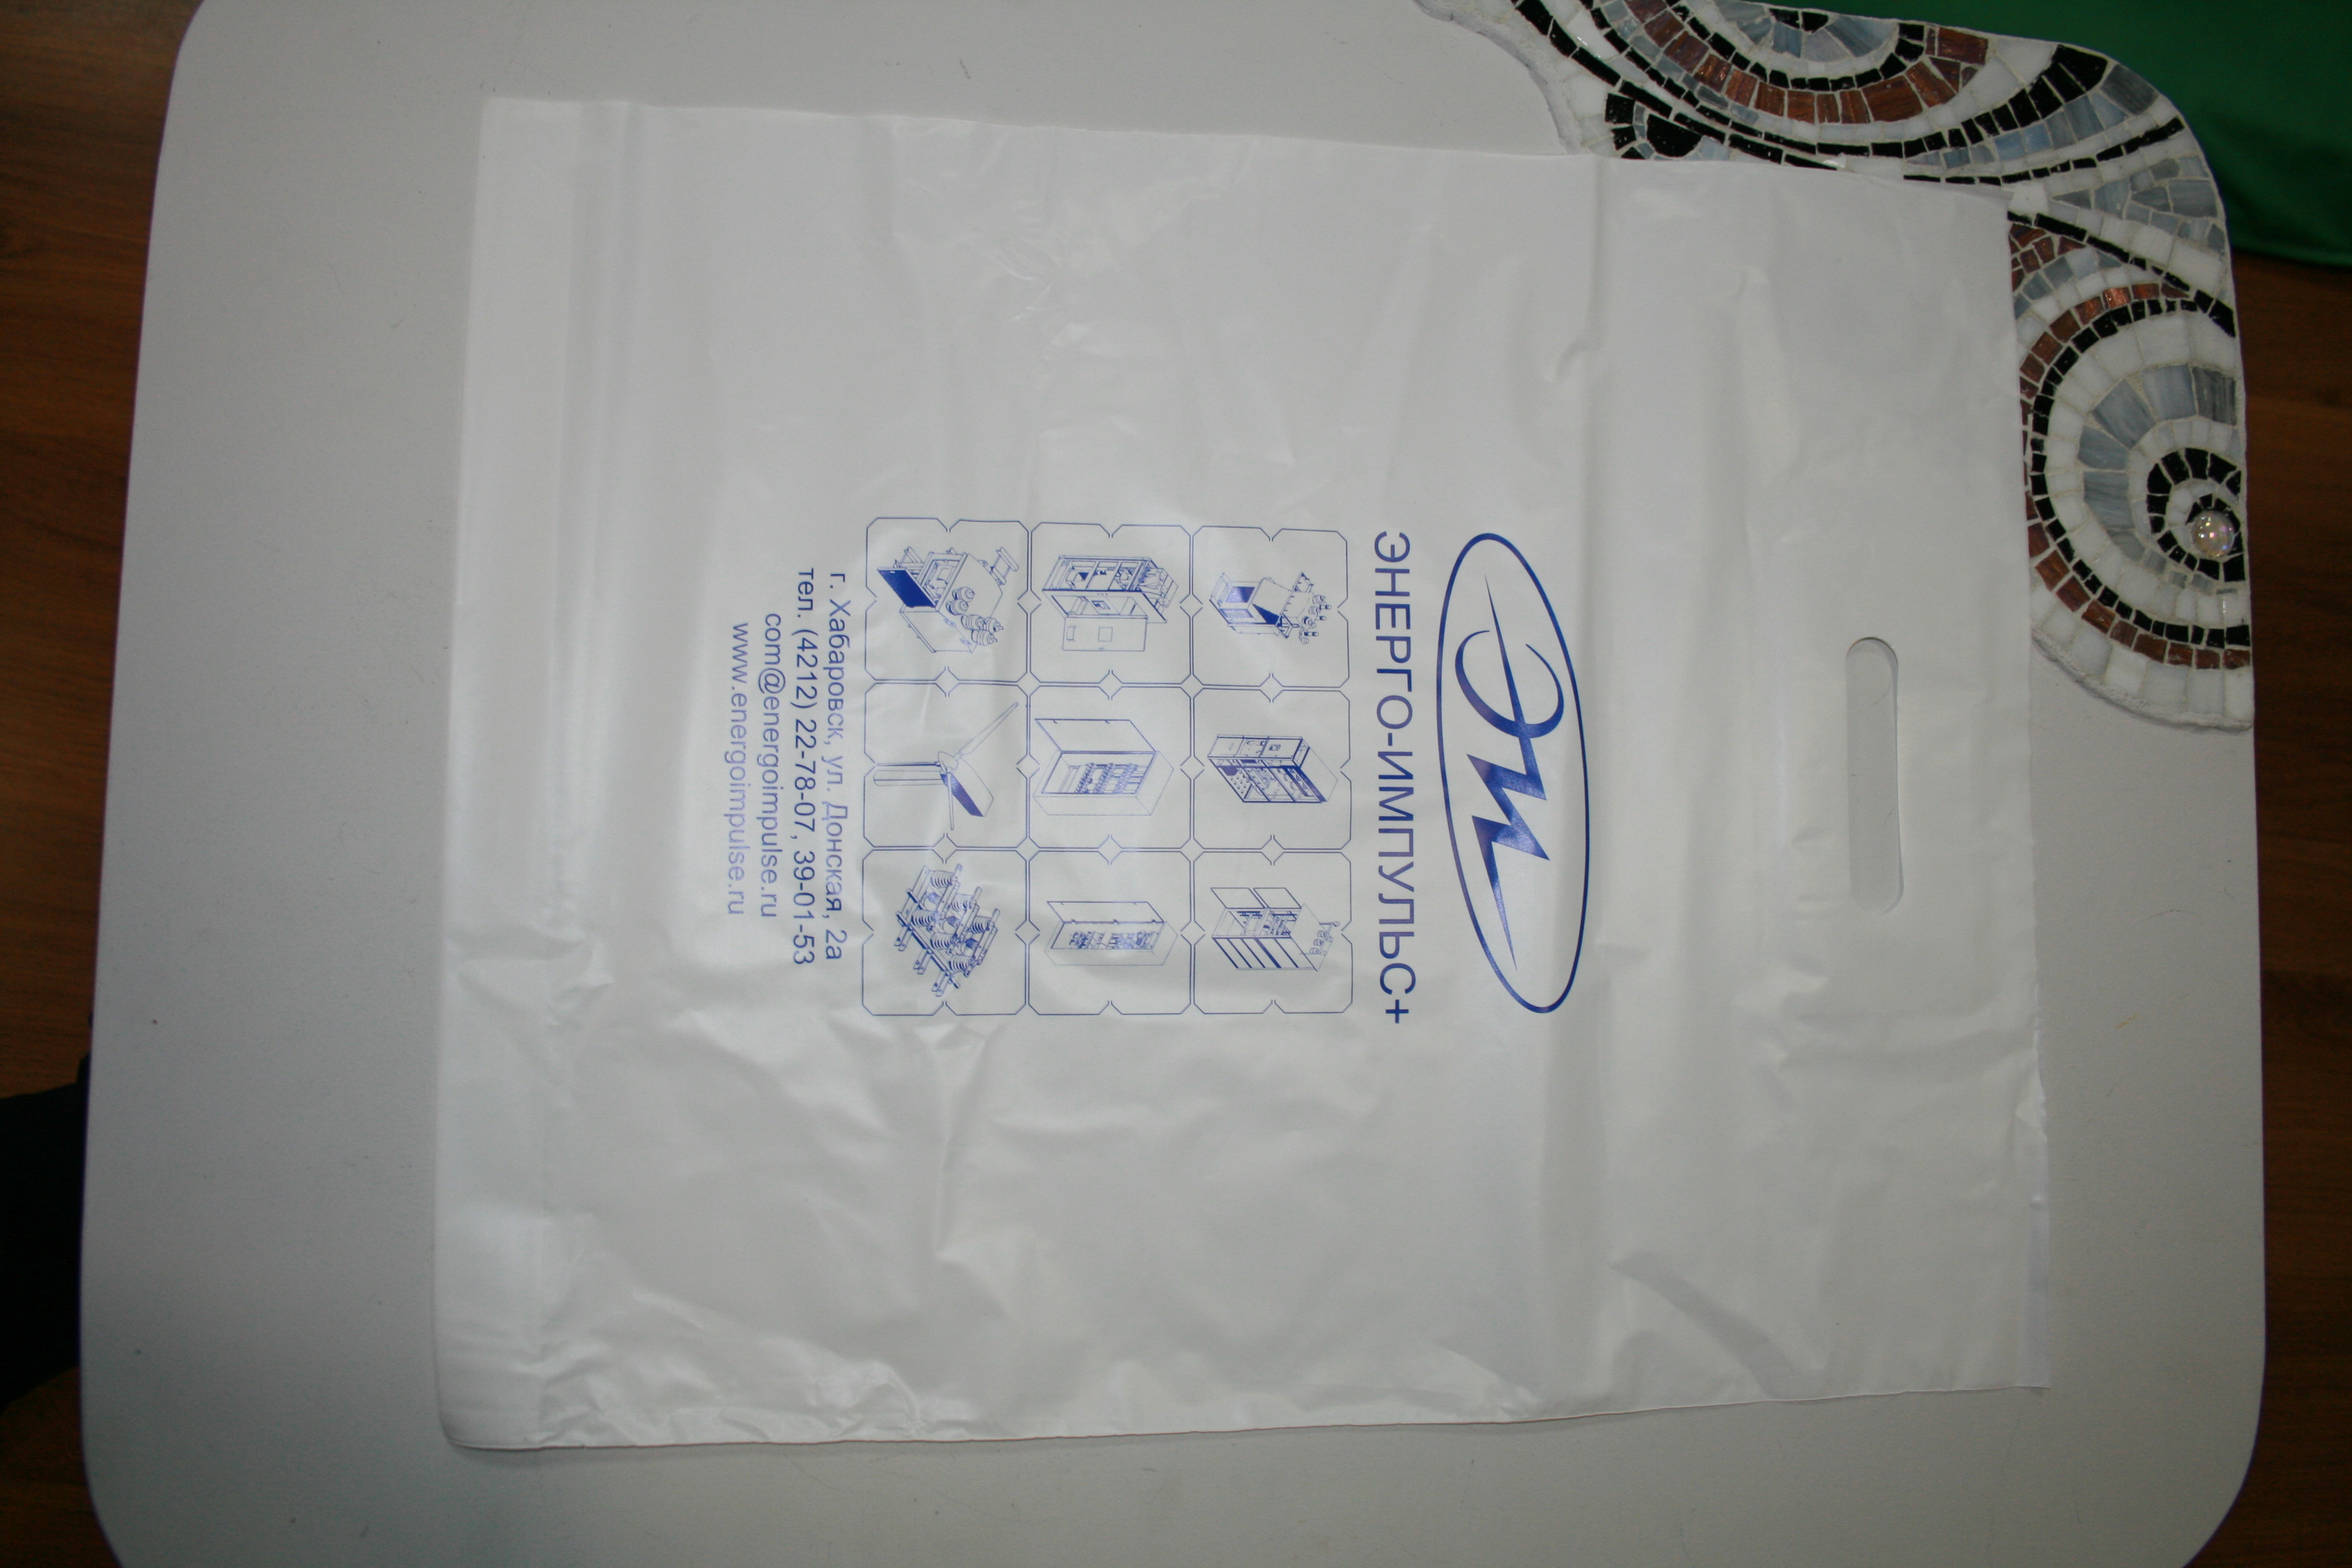 ЭИ
ЭНЕРГО-ИМПУЛЬС+
г. Хабаровск, ул. Донская, 2а
тел. (4212) 22-78-07, 39-01-53
com@energoimpulse.ru
www.energoimpulse.ru